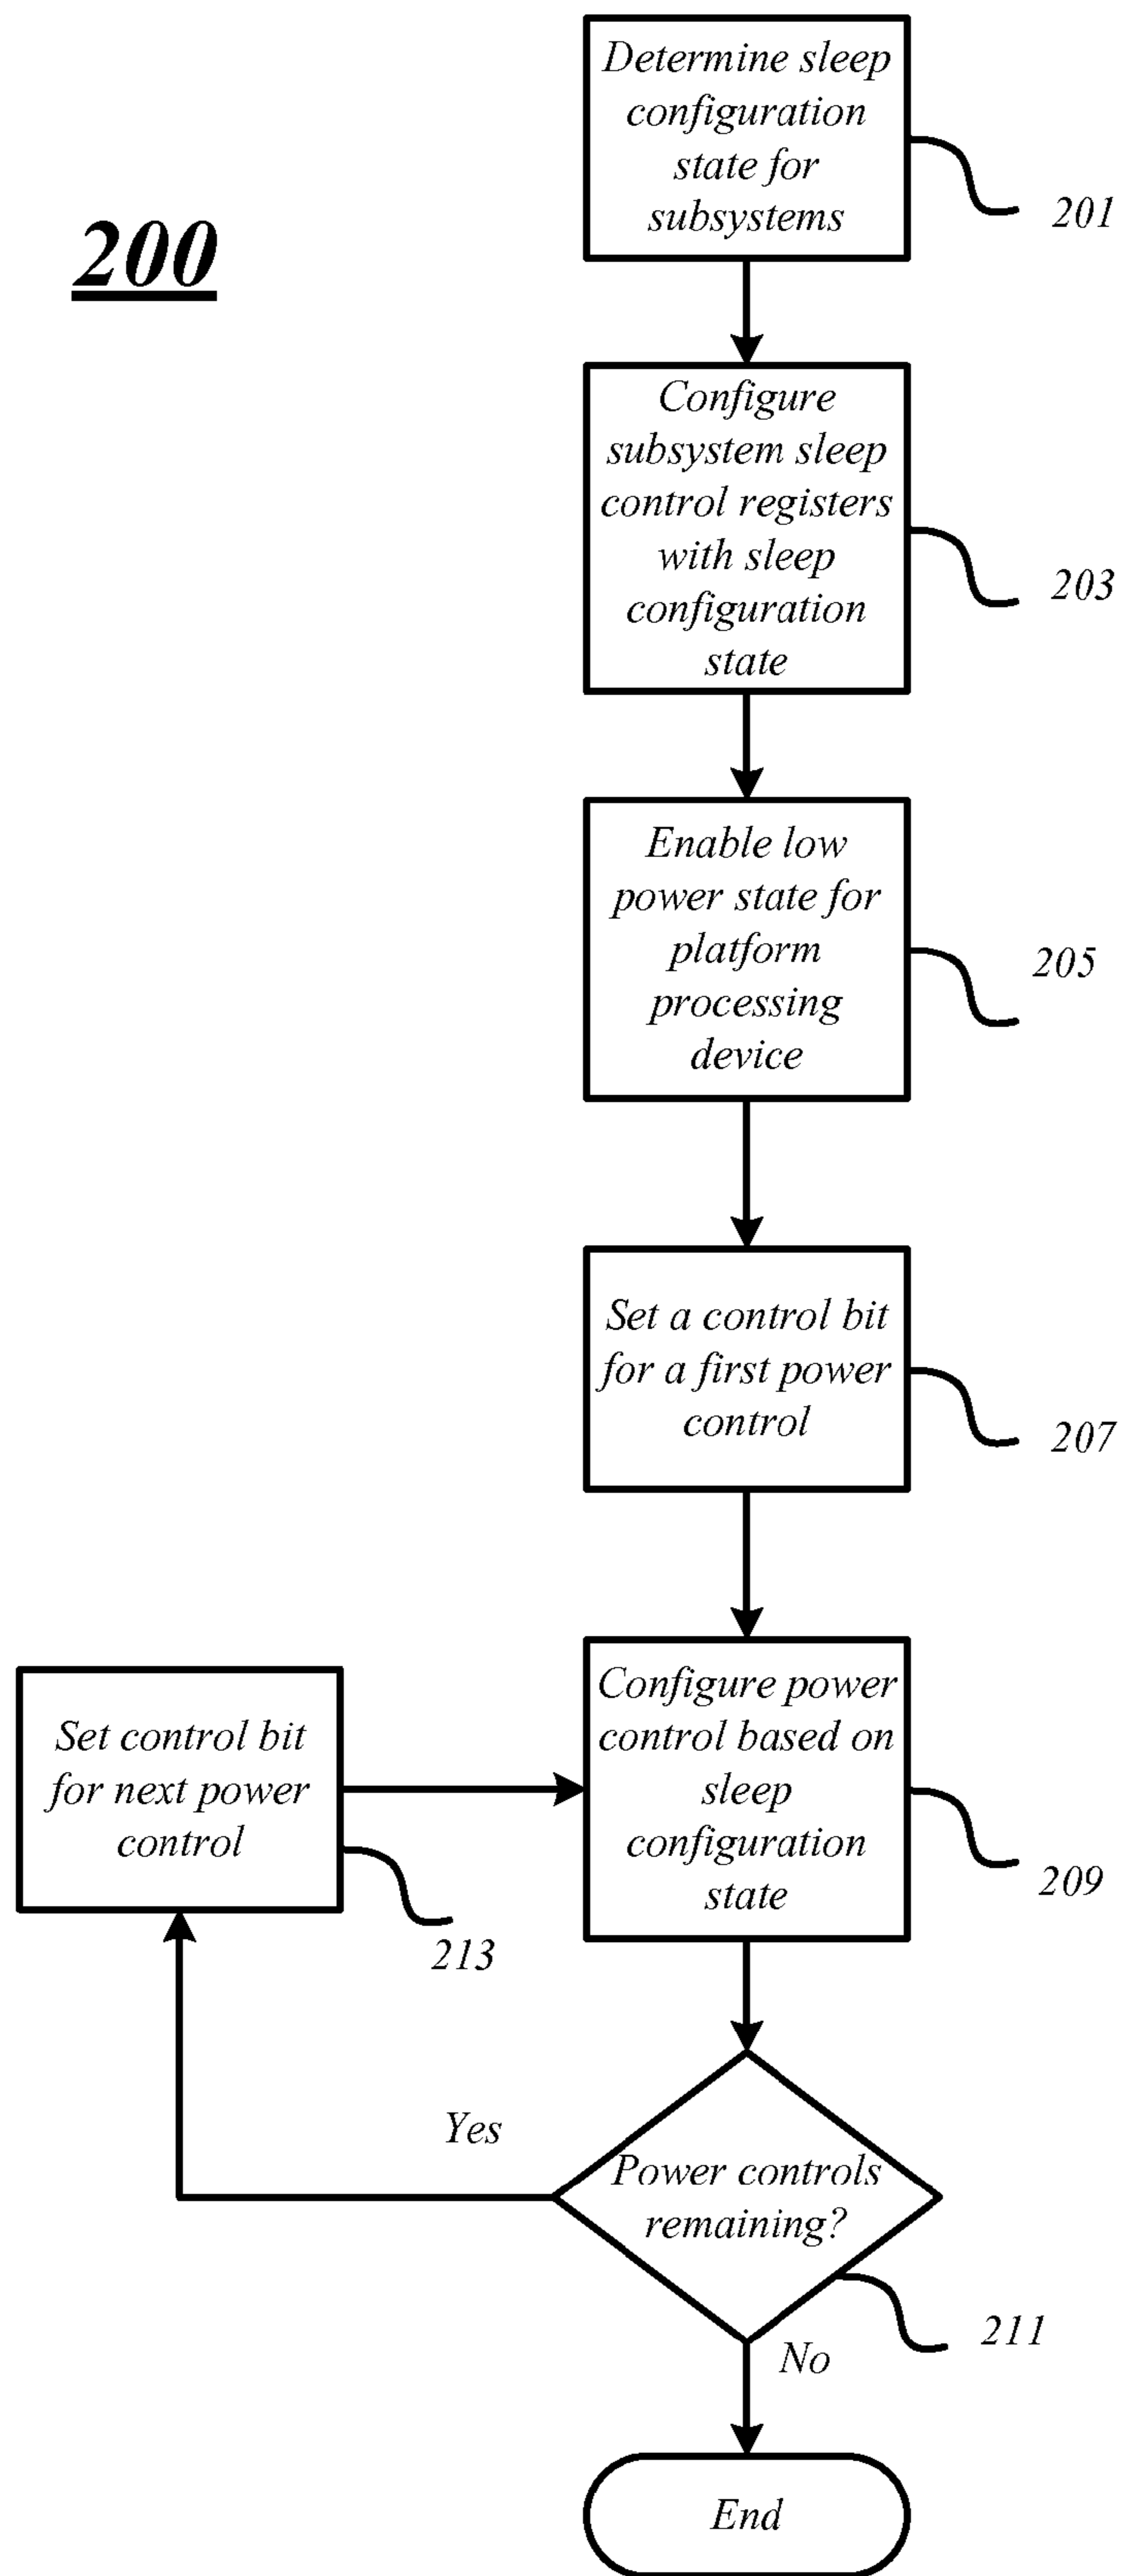 200
Determine sleep
configuration
state for
subsystems
201
Configure
subsystem sleep
control registers
with sleep
configuration
state
203
Enable low
power state for
platform
processing
device
205
Set a control bit
for a first power
control
207
Configure power
control based on
sleep
configuration
state
209
Set control bit
for next power
control
213
Yes
Power controls
remaining?
211
No
End